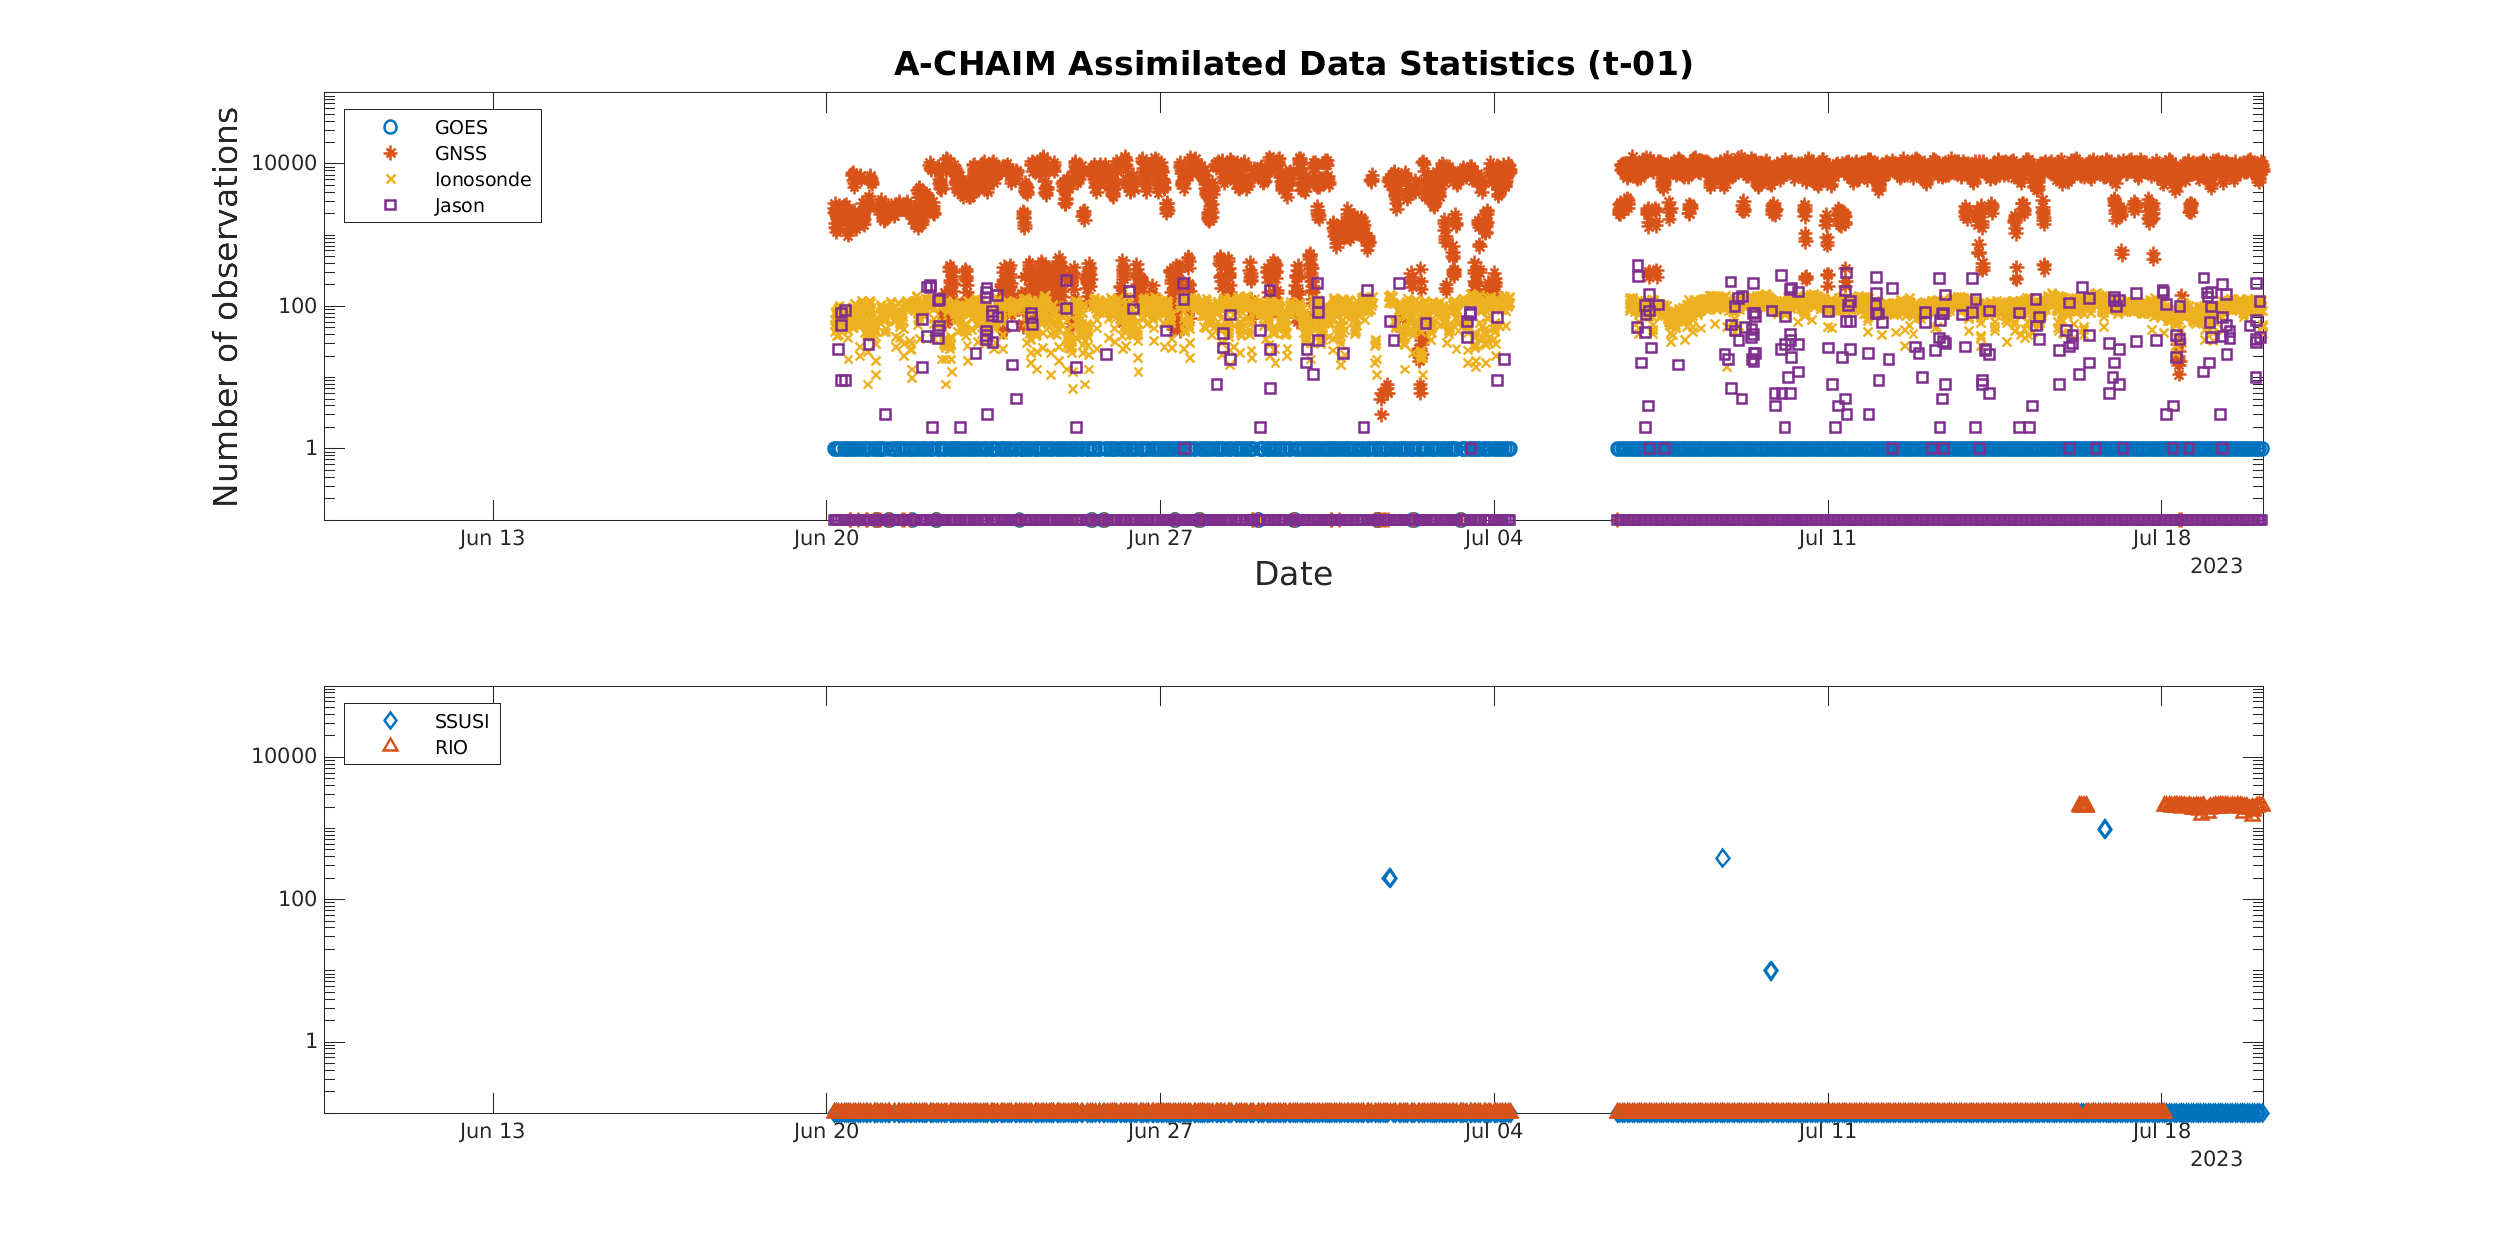 A-CHAIM Assimilated Data Statistics (t-01)
Number of observations
10000
100
1
GOES
GNSS
Ionosonde
Jason
Jun 13
Jun 20
Jun 27
Jul 04
Jul 11
Jul 18
2023
Date
10000
100
1
SSUSI
RIO
Jun 13
Jun 20
Jun 27
Jul 04
Jul 11
Jul 18
2023